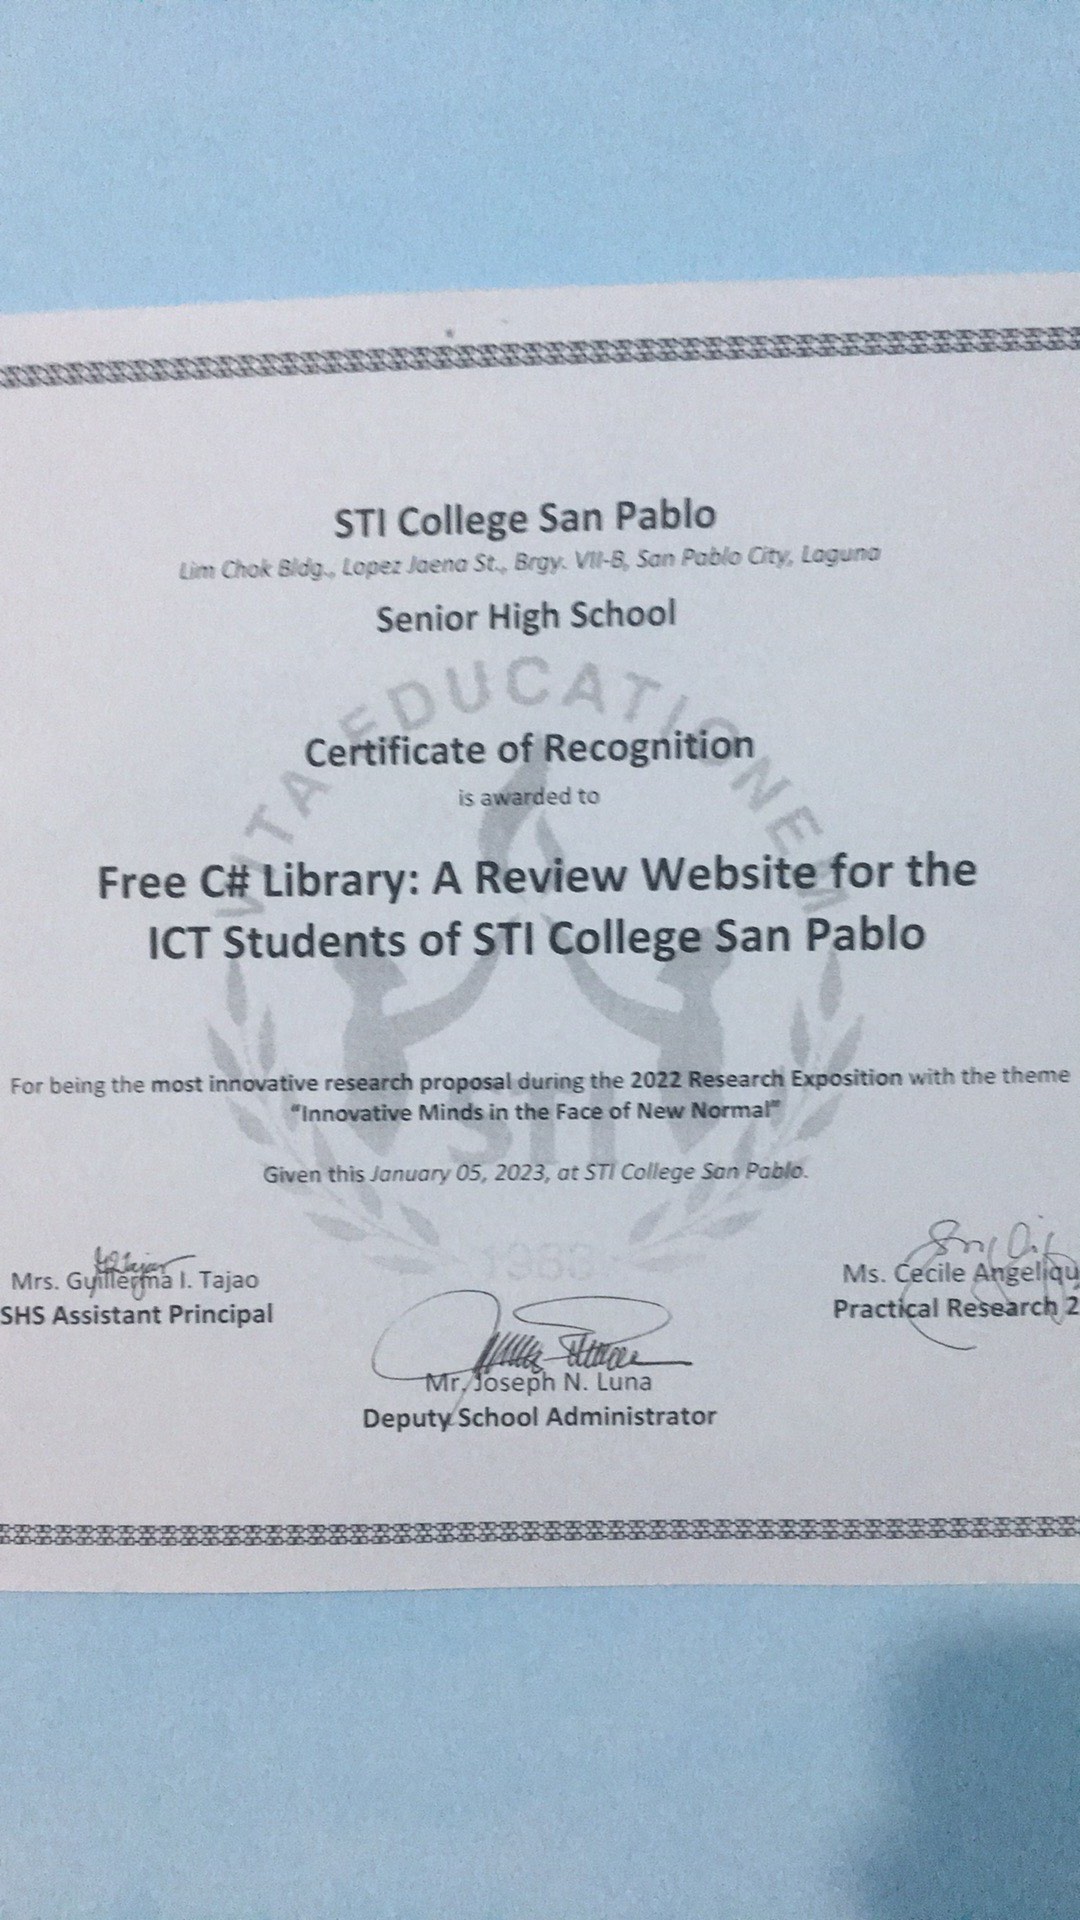 STI College San Pablo
Lim Chok Bldg., Lopez Jaena St., Brgy. VII-B, San Pablo City, Laguna
Senior High School
VITA EDUCATIONEM
Certificate of Recognition
is awarded to
Free C# Library: A Review Website for the
ICT Students of STI College San Pablo
For being the most innovative research proposal during the 2022 Research Exposition with the theme
“Innovative Minds in the Face of New Normal”
STI
Given this January 05, 2023, at STI College San Pablo.
1983
Mrs. Guillerma I. Tajao
SHS Assistant Principal
Ms. Cecile Angeliqu
Practical Research 2
Mr. Joseph N. Luna
Deputy School Administrator